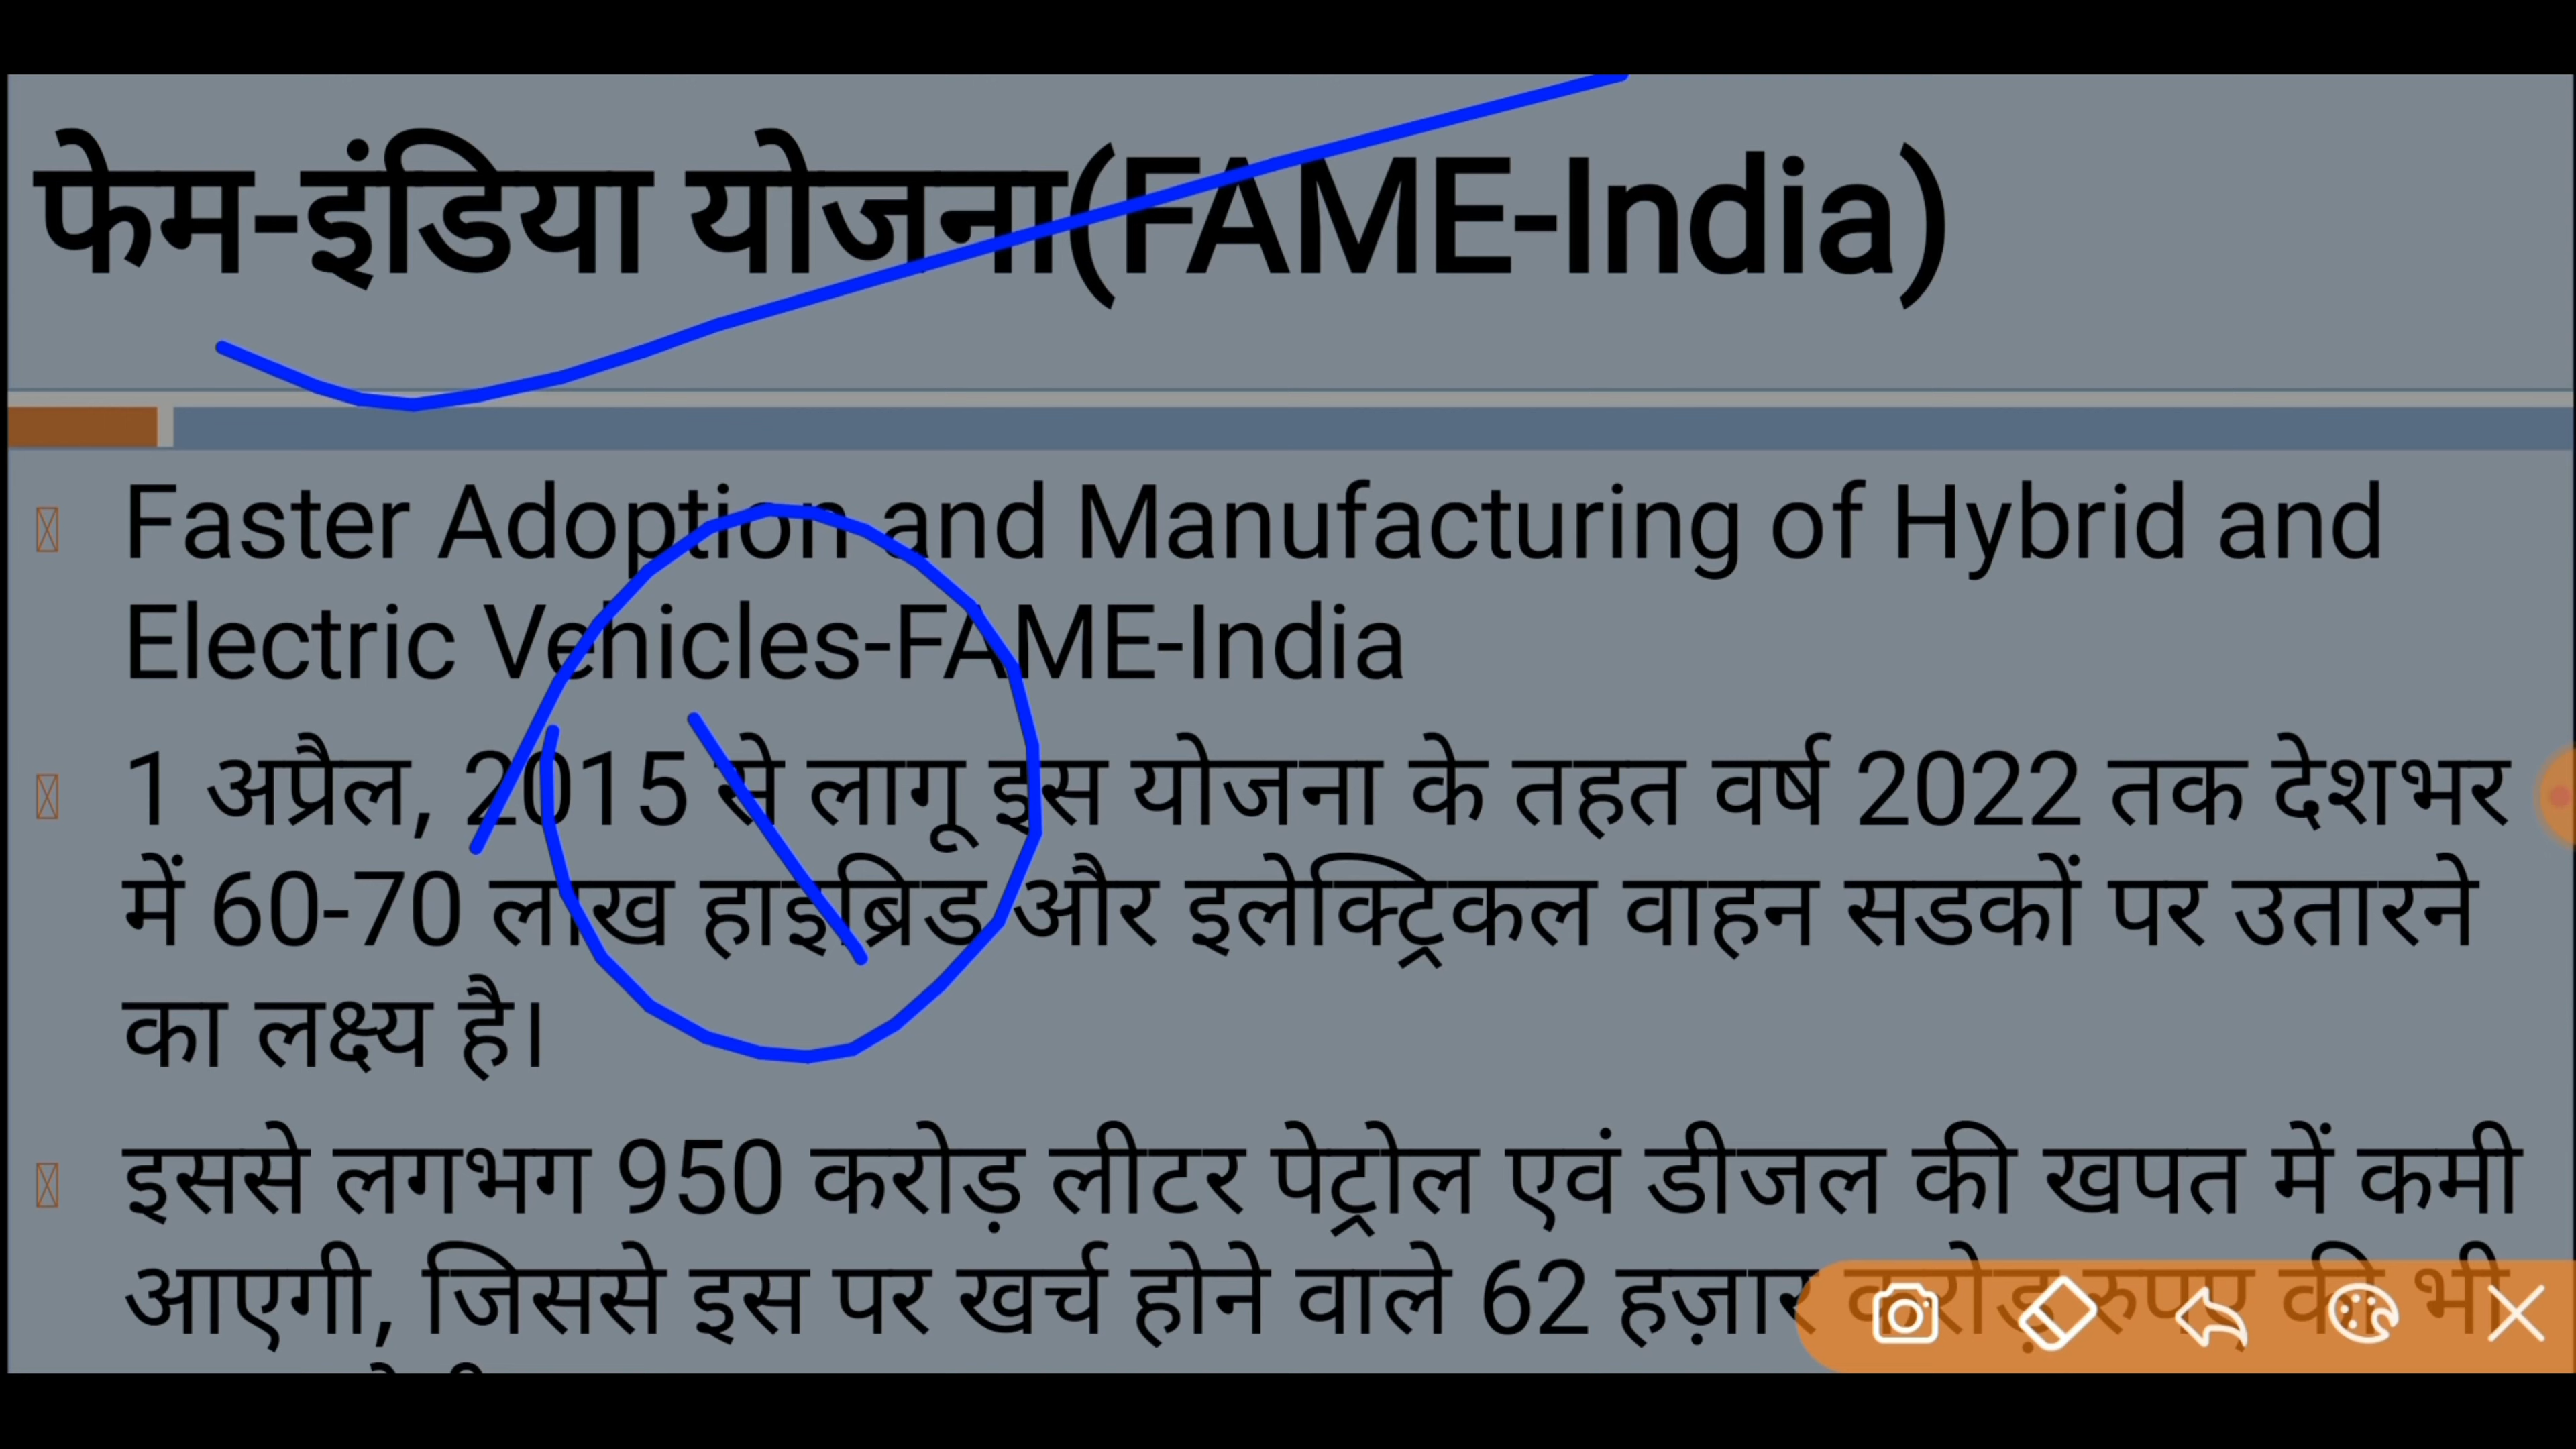 फेम-इंडिया योजना(FAME-India)
Faster Adoption and Manufacturing of Hybrid and
Electric Vehicles-FAME-India
1 अप्रैल, 2015 से लागू इस योजना के तहत वर्ष 2022 तक देशभर
में 60-70 लाख हाइब्रिड और इलेक्ट्रिकल वाहन सडकों पर उतारने
का लक्ष्य है।
इससे लगभग 950 करोड़ लीटर पेट्रोल एवं डीजल की खपत में कमी
आएगी, जिससे इस पर खर्च होने वाले 62 हज़ार करोड़ रुपए की भी